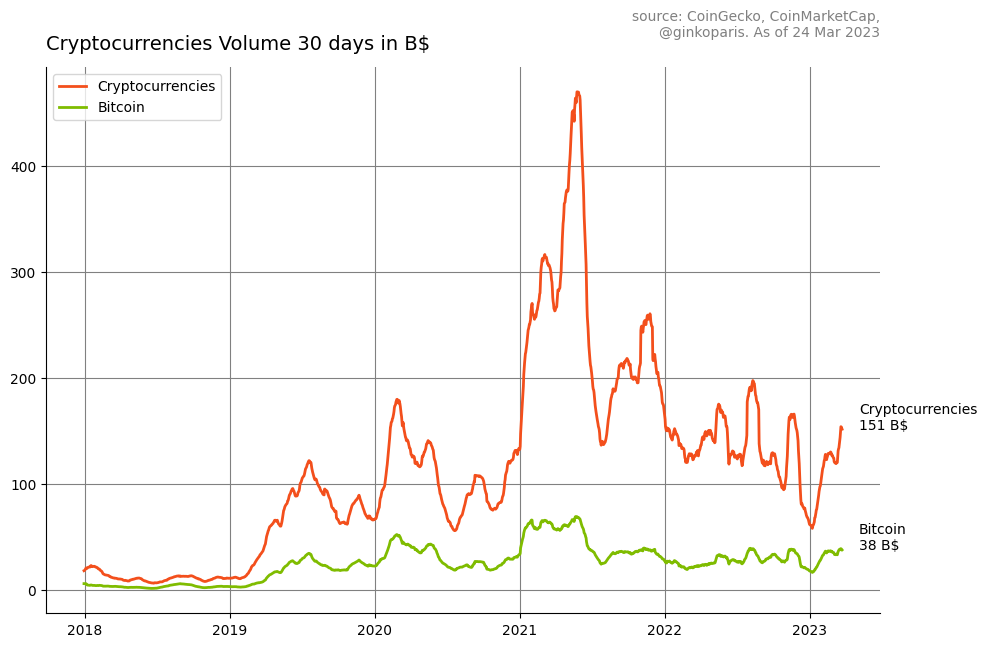 source: CoinGecko, CoinMarketCap,
@ginkoparis. As of 24 Mar 2023
Cryptocurrencies Volume 30 days in B$
Cryptocurrencies
Bitcoin
400
300
200
100
0
Cryptocurrencies
151 B$
Bitcoin
38 B$
2018 2019 2020 2021 2022 2023